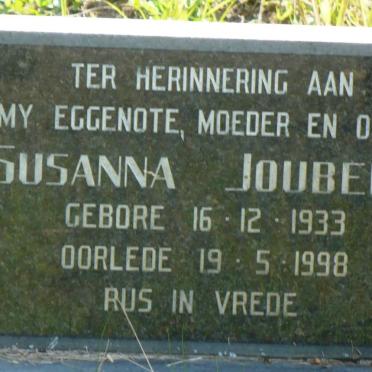 TER HERINNERING AAN
MY EGGENOTE, MOEDER EN
SUSANNA
GEBORE 16·12·1933
OORLEDE 19·5·1998
RUS IN VREDE